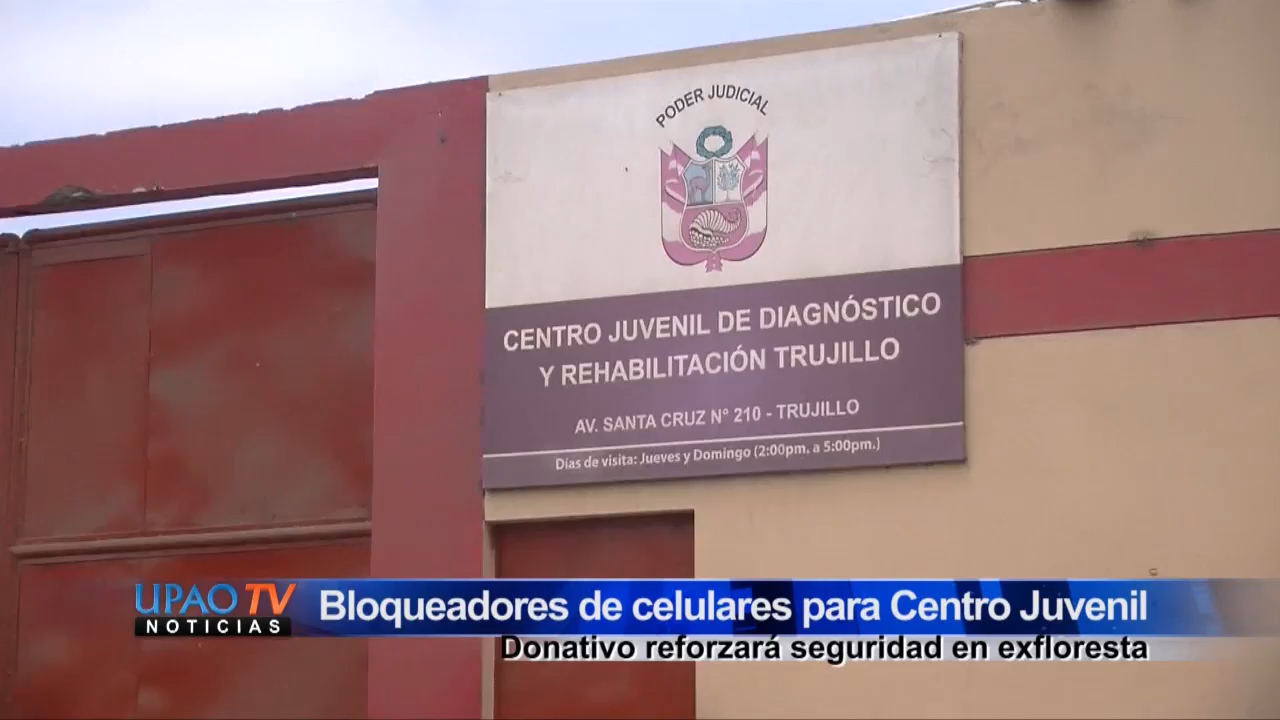 PODER JUDICIAL
CENTRO JUVENIL DE DIAGNÓSTICO
Y REHABILITACIÓN TRUJILLO
AV. SANTA CRUZ N° 210 - TRUJILLO
Días de visita: Jueves y Domingo (2:00pm. a 5:00pm.)
UPAO TV
NOTICIAS
Bloqueadores de celulares para Centro Juvenil
Donativo reforzará seguridad en exfloresta